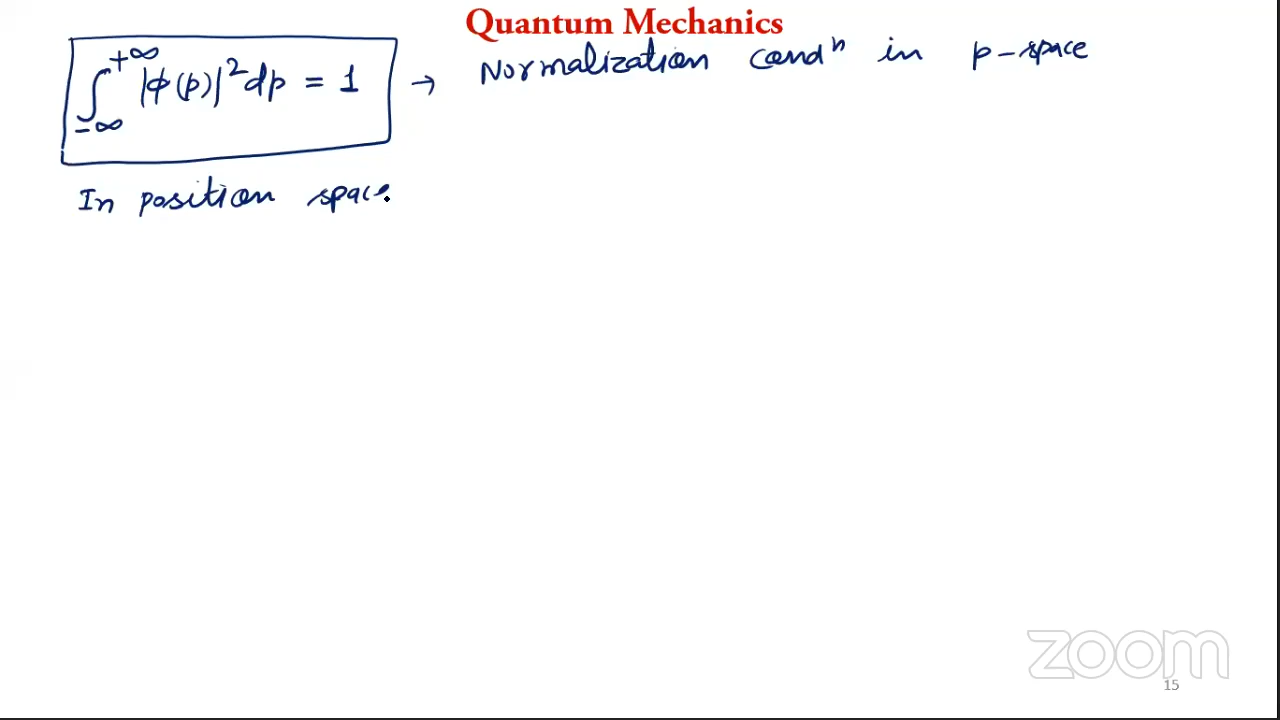 Quantum Mechanics
∫_{-∞}^{+∞} |ϕ(p)|² dp = 1 → Normalization condⁿ in p-space
In position space
zoom
15